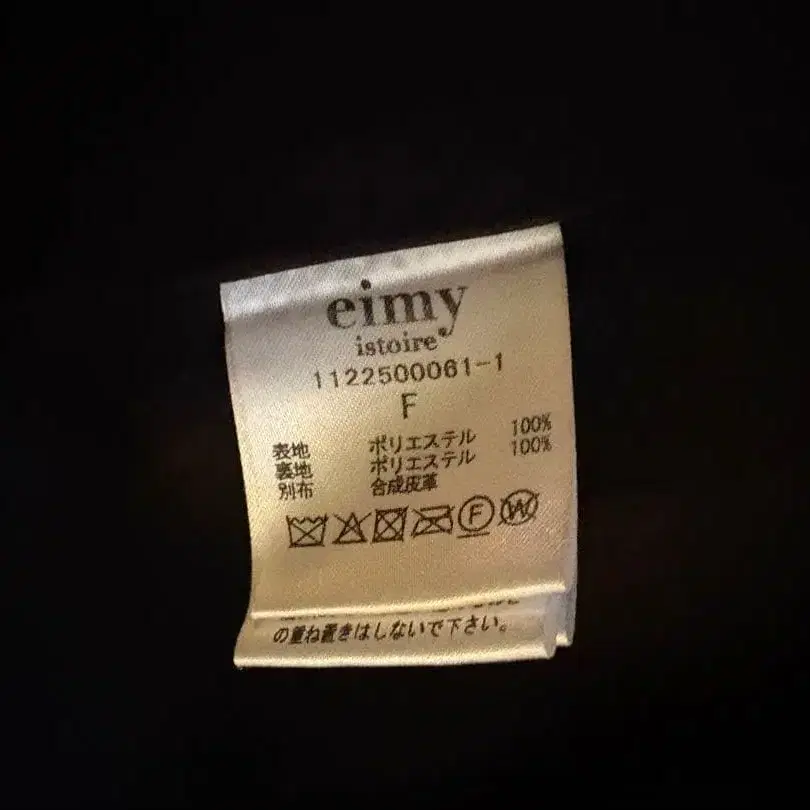 eimy
istoire
1122500061-1
F
表地 ポリエステル 100%
裏地 ポリエステル 100%
別布 合成皮革
F W
の重ね置きはしないで下さい。